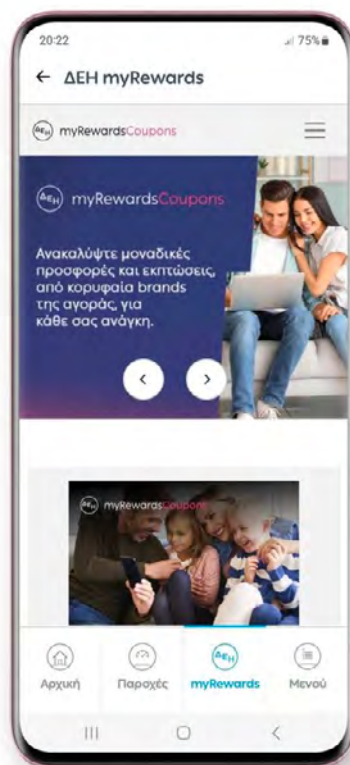 20:22 75%
← ΔΕΗ myRewards
ΔΕΗ myRewardsCoupons
ΔΕΗ myRewardsCoupons
Ανακαλύψτε μοναδικές
προσφορές και εκπτώσεις,
από κορυφαία brands
της αγοράς, για
κάθε σας ανάγκη.
ΔΕΗ myRewardsCoupons
ΔΕΗ
Αρχική Παροχές myRewards Μενού